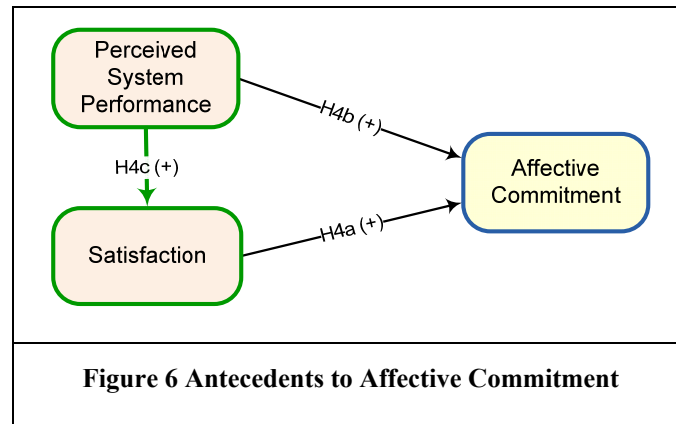 Perceived
System
Performance
H4b (+)
H4c (+)
Affective
Commitment
Satisfaction
H4a (+)
Figure 6 Antecedents to Affective Commitment